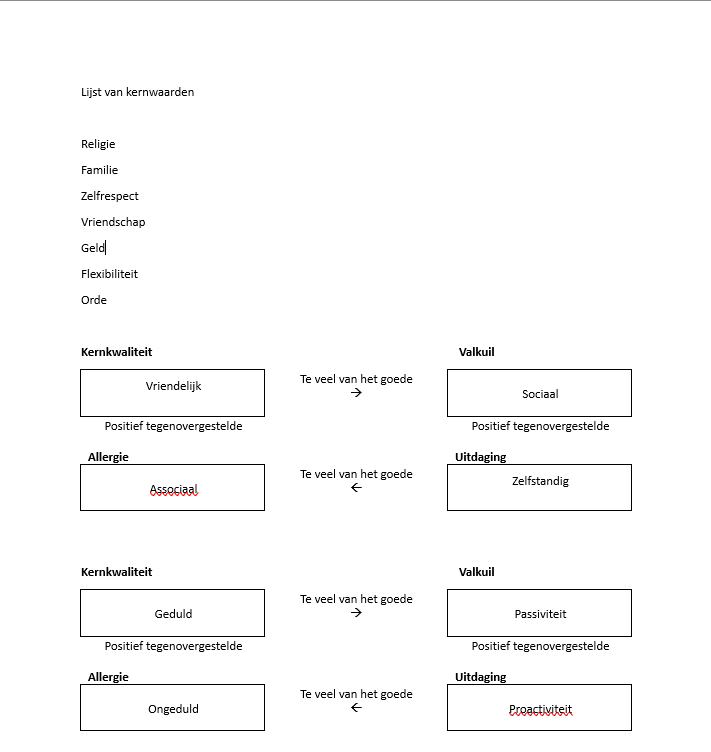 Lijst van kernwaarden
Religie
Familie
Zelfrespect
Vriendschap
Geld
Flexibiliteit
Orde
Kernkwaliteit Valkuil
Vriendelijk Te veel van het goede → Sociaal
Positief tegenovergestelde Positief tegenovergestelde
Allergie Uitdaging
Associaal Te veel van het goede ← Zelfstandig
Kernkwaliteit Valkuil
Geduld Te veel van het goede → Passiviteit
Positief tegenovergestelde Positief tegenovergestelde
Allergie Uitdaging
Ongeduld Te veel van het goede ← Proactiviteit